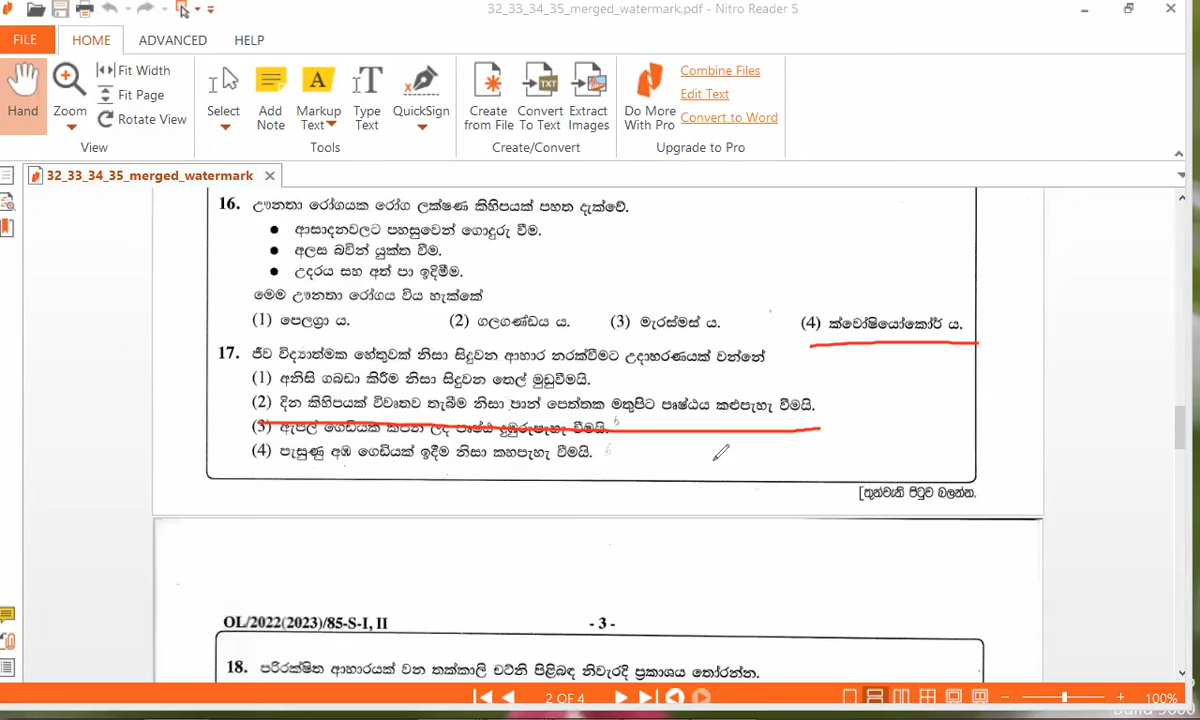 32_33_34_35_merged_watermark.pdf - Nitro Reader 5
FILE HOME ADVANCED HELP
Hand
Zoom
Fit Width
Fit Page
Rotate View
View
Select
Add Note
Markup Text
Type Text
QuickSign
Tools
Create from File
Convert To Text
Extract Images
Create/Convert
Do More With Pro
Combine Files
Edit Text
Convert to Word
Upgrade to Pro
32_33_34_35_merged_watermark
16. ඌනතා රෝගයක රෝග ලක්ෂණ කිහිපයක් පහත දැක්වේ.
● ආසාදනවලට පහසුවෙන් ගොදුරු වීම.
● අලස බවින් යුක්ත වීම.
● උදරය සහ අත් පා ඉදිමීම.
මෙම ඌනතා රෝගය විය හැක්කේ
(1) පෙලග්‍රා ය. (2) ගලගණ්ඩය ය. (3) මැරස්මස් ය. (4) ක්වෝෂියෝකෝර් ය.
17. ජීව විද්‍යාත්මක හේතුවක් නිසා සිදුවන ආහාර නරක්වීමට උදාහරණයක් වන්නේ
(1) අනිසි ගබඩා කිරීම නිසා සිදුවන තෙල් මුඩුවීමයි.
(2) දින කිහිපයක් විවෘතව තැබීම නිසා පාන් පෙත්තක මතුපිට පෘෂ්ඨය කළුපැහැ වීමයි.
(3) ඇපල් ගෙඩියක කපන ලද පෘෂ්ඨ දුඹුරුපැහැ වීමයි.
(4) පැසුණු අඹ ගෙඩියක් ඉදීම නිසා කහපැහැ වීමයි.
[තුන්වැනි පිටුව බලන්න.
OL/2022(2023)/85-S-I, II - 3 -
18. පරිරක්ෂිත ආහාරයක් වන තක්කාලි චට්නි පිළිබඳ නිවැරදි ප්‍රකාශය තෝරන්න.
2 OF 4
100%